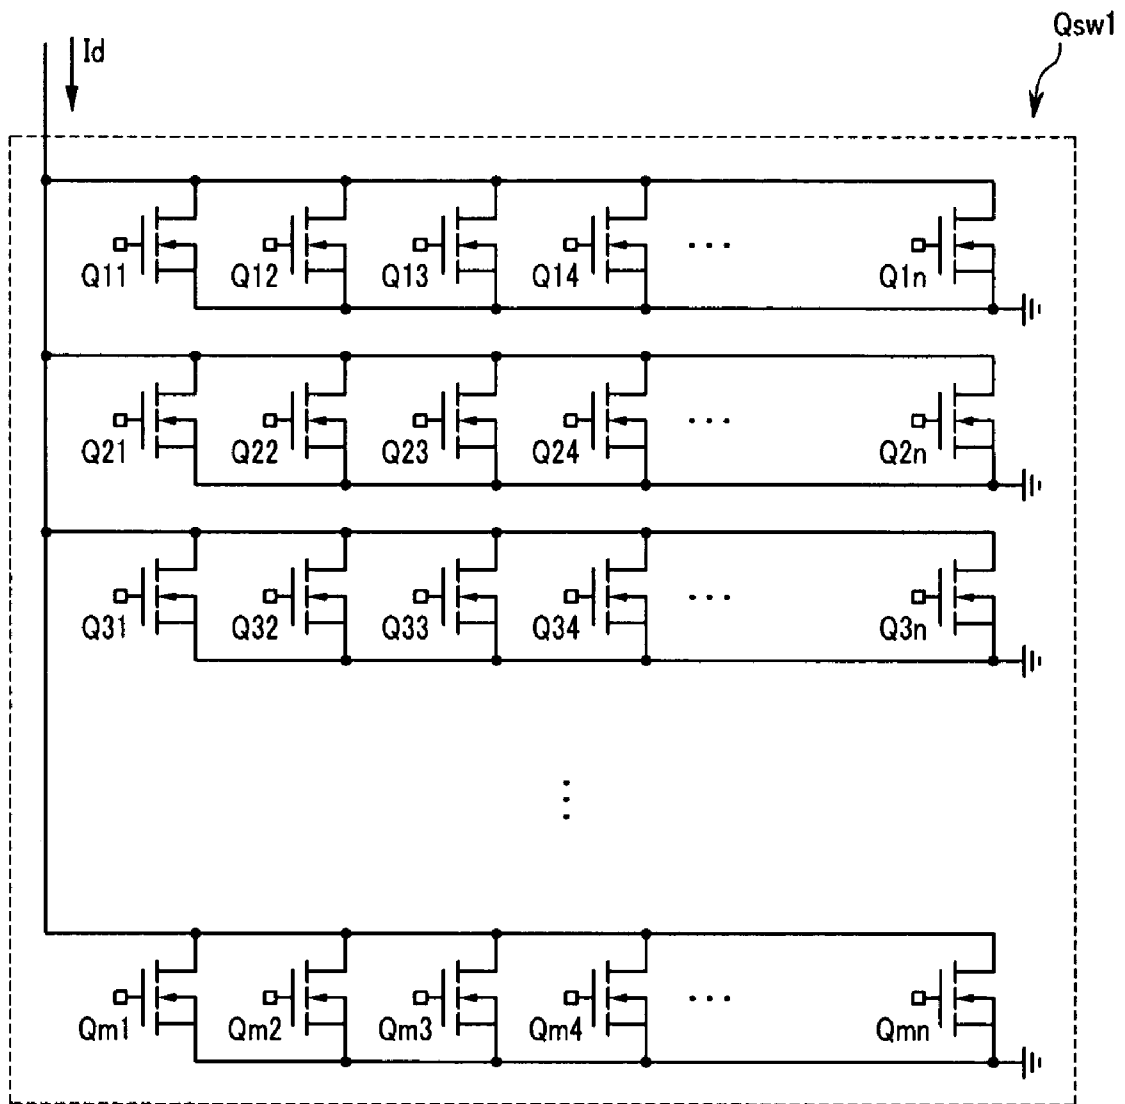 Qsw1
Id
Q11 Q12 Q13 Q14 ... Q1n
Q21 Q22 Q23 Q24 ... Q2n
Q31 Q32 Q33 Q34 ... Q3n
Qm1 Qm2 Qm3 Qm4 ... Qmn